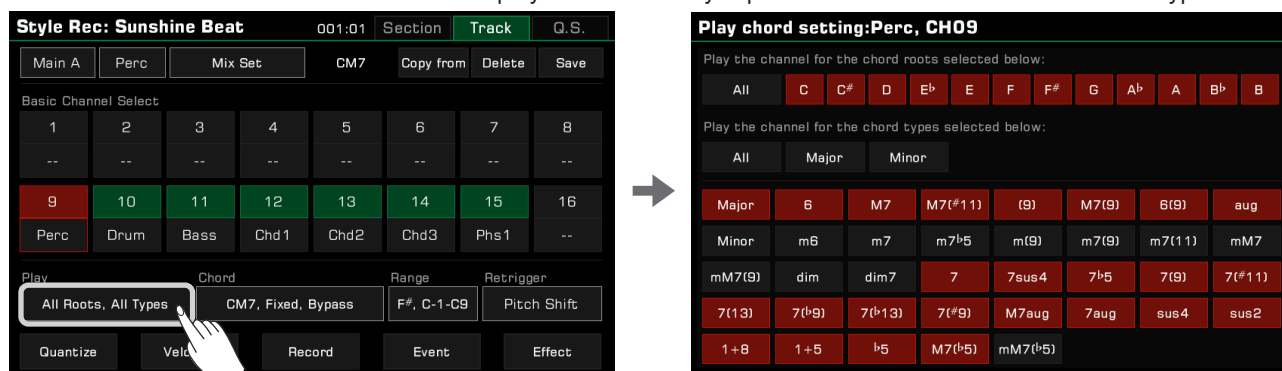 Style Rec: Sunshine Beat 001:01 Section Track Q.S.
Main A Perc Mix Set CM7 Copy from Delete Save
Basic Channel Select
1 2 3 4 5 6 7 8
-- -- -- -- -- -- -- --
9 10 11 12 13 14 15 16
Perc Drum Bass Chd1 Chd2 Chd3 Phs1 --
Play Chord Range Retrigger
All Roots, All Types CM7, Fixed, Bypass F#, C-1-C9 Pitch Shift
Quantize Record Event Effect
Play chord setting:Perc, CH09
Play the channel for the chord roots selected below:
All C C# D E♭ E F F# G A♭ A B♭ B
Play the channel for the chord types selected below:
All Major Minor
Major 6 M7 M7(#11) (9) M7(9) 6(9) aug
Minor m6 m7 m7♭5 m(9) m7(9) m7(11) mM7
mM7(9) dim dim7 7 7sus4 7♭5 7(9) 7(#11)
7(13) 7(♭9) 7(♭13) 7(#9) M7aug 7aug sus4 sus2
1+8 1+5 ♭5 M7(♭5) mM7(♭5)